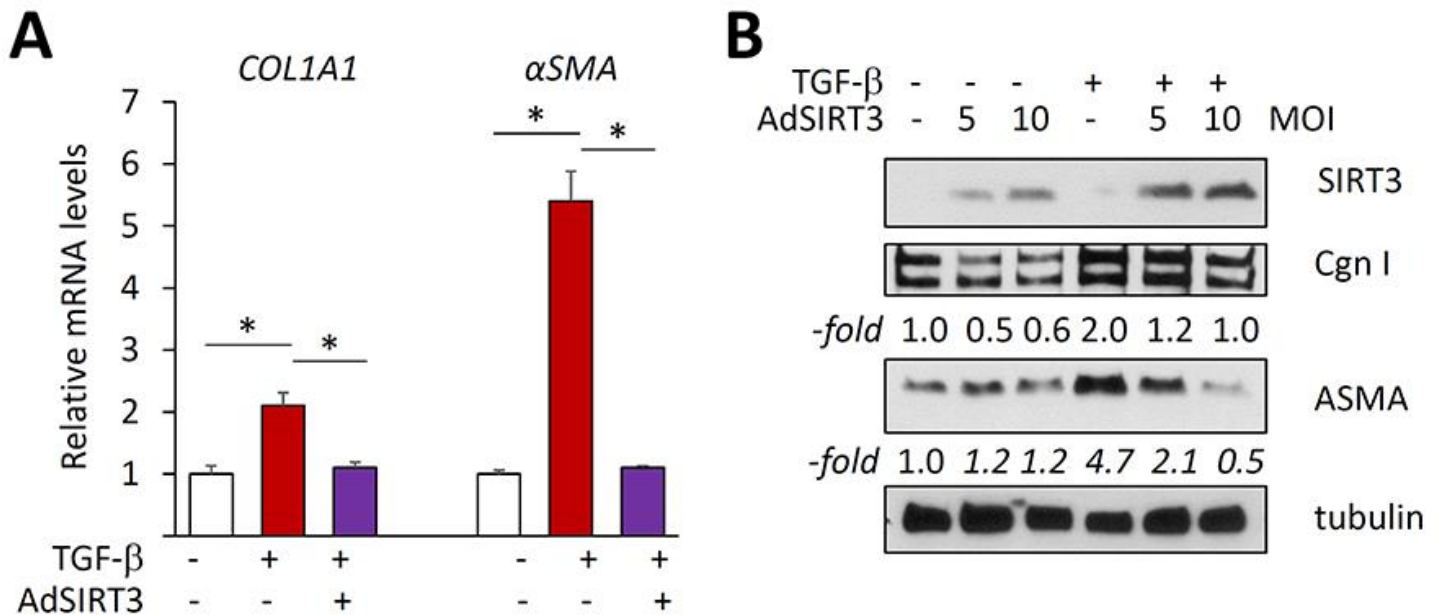 A
COL1A1 αSMA
Relative mRNA levels
7
6
5
4
3
2
1
* *
* *
TGF-β - + + - + +
AdSIRT3 - - + - - +
B
TGF-β - - - + + +
AdSIRT3 - 5 10 - 5 10 MOI
SIRT3
Cgn I
-fold 1.0 0.5 0.6 2.0 1.2 1.0
ASMA
-fold 1.0 1.2 1.2 4.7 2.1 0.5
tubulin